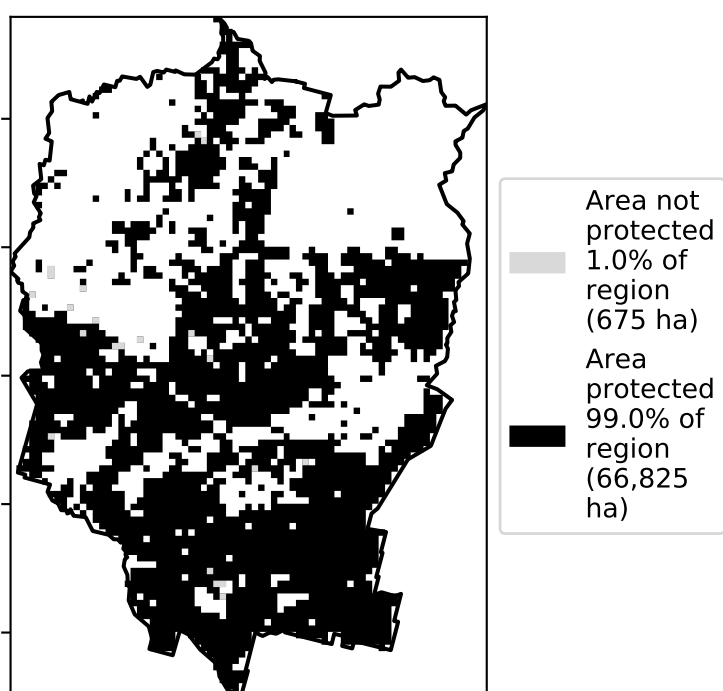 Area not
protected
1.0% of
region
(675 ha)
Area
protected
99.0% of
region
(66,825
ha)